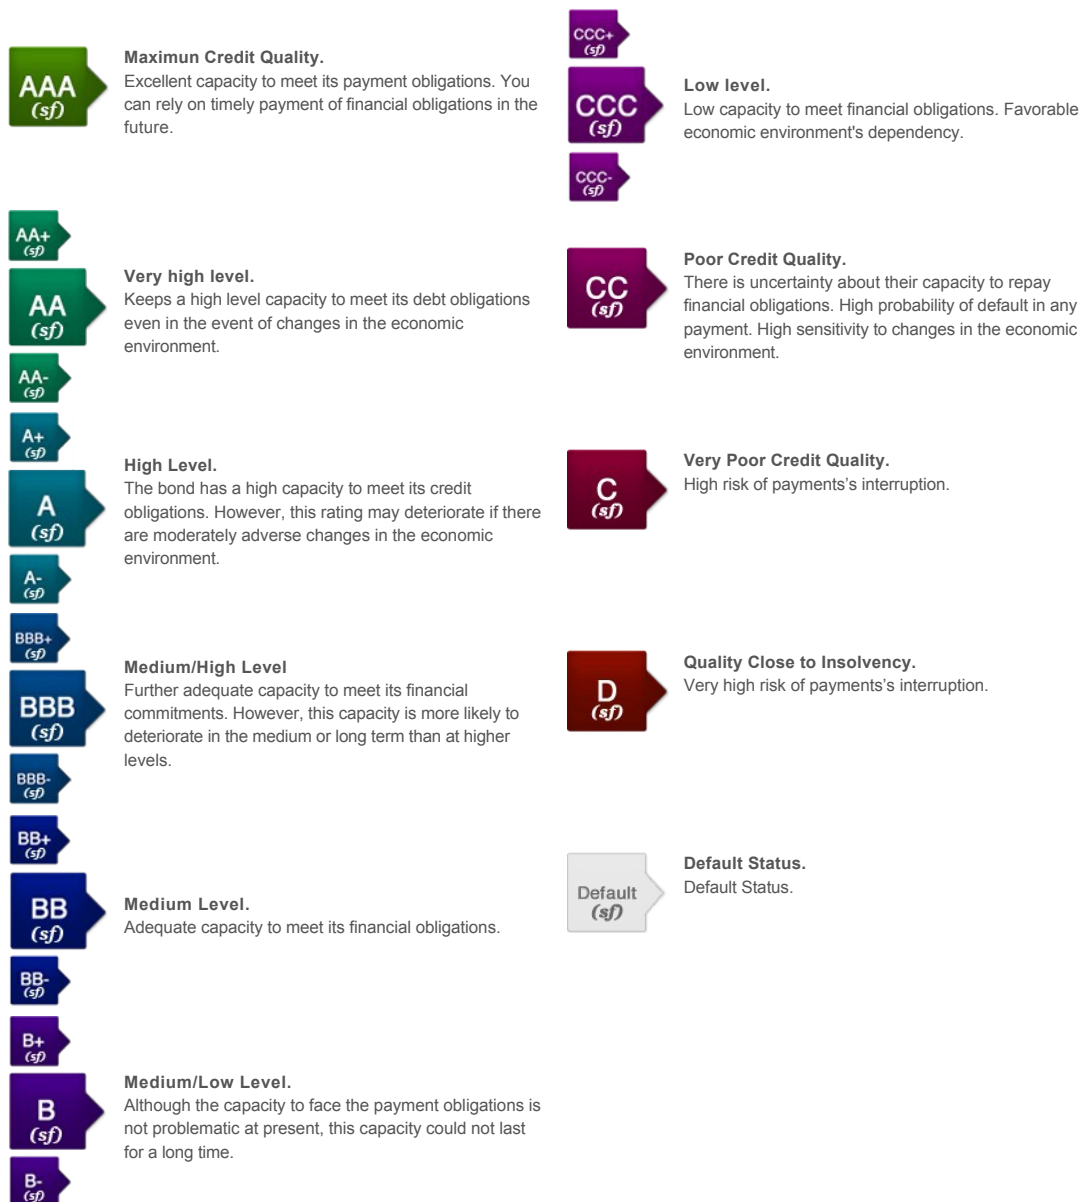 AAA
(sf)
Maximun Credit Quality.
Excellent capacity to meet its payment obligations. You
can rely on timely payment of financial obligations in the
future.
AA+
(sf)
AA
(sf)
AA-
(sf)
Very high level.
Keeps a high level capacity to meet its debt obligations
even in the event of changes in the economic
environment.
A+
(sf)
A
(sf)
A-
(sf)
High Level.
The bond has a high capacity to meet its credit
obligations. However, this rating may deteriorate if there
are moderately adverse changes in the economic
environment.
BBB+
(sf)
BBB
(sf)
BBB-
(sf)
Medium/High Level
Further adequate capacity to meet its financial
commitments. However, this capacity is more likely to
deteriorate in the medium or long term than at higher
levels.
BB+
(sf)
BB
(sf)
BB-
(sf)
Medium Level.
Adequate capacity to meet its financial obligations.
B+
(sf)
B
(sf)
B-
(sf)
Medium/Low Level.
Although the capacity to face the payment obligations is
not problematic at present, this capacity could not last
for a long time.
CCC+
(sf)
CCC
(sf)
CCC-
(sf)
Low level.
Low capacity to meet financial obligations. Favorable
economic environment's dependency.
CC
(sf)
Poor Credit Quality.
There is uncertainty about their capacity to repay
financial obligations. High probability of default in any
payment. High sensitivity to changes in the economic
environment.
C
(sf)
Very Poor Credit Quality.
High risk of payments's interruption.
D
(sf)
Quality Close to Insolvency.
Very high risk of payments's interruption.
Default
(sf)
Default Status.
Default Status.